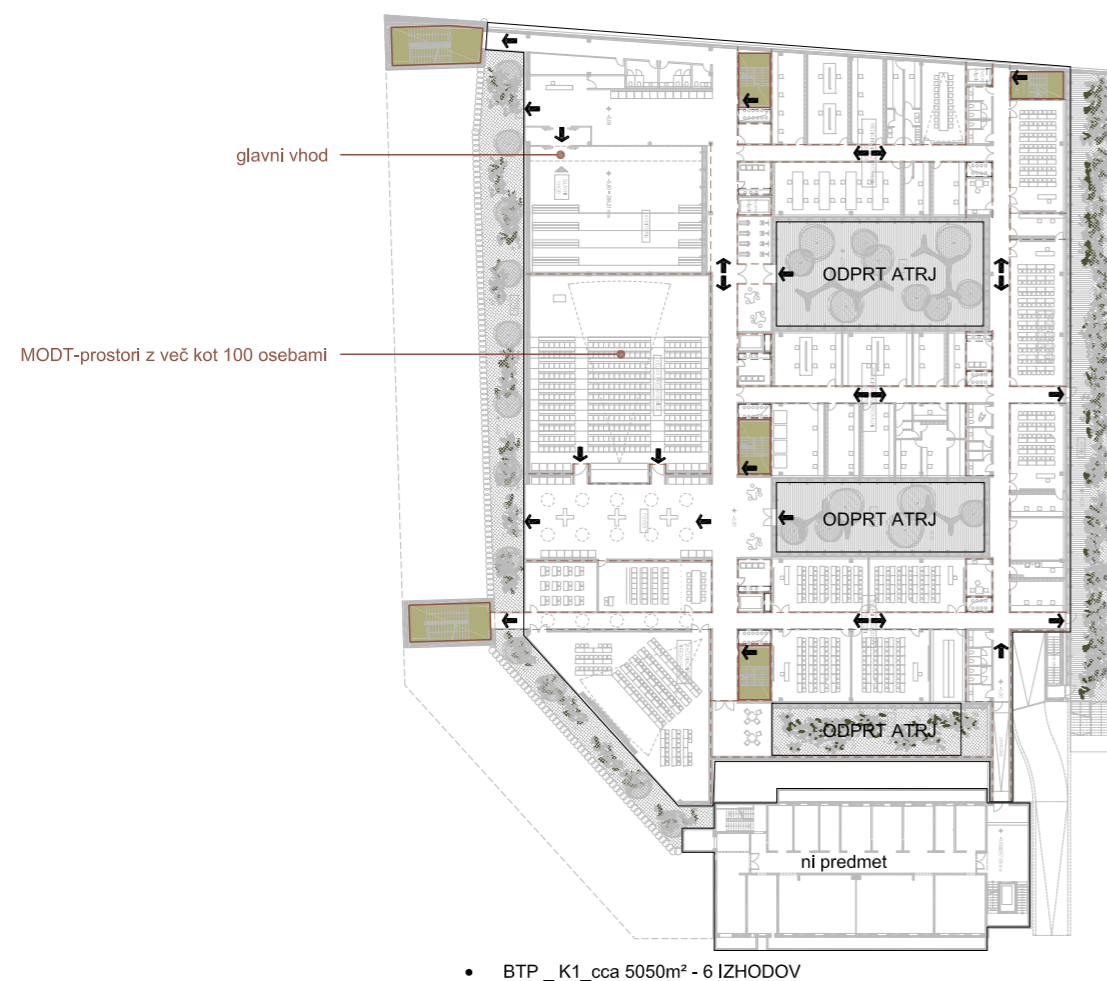 glavni vhod
ODPRT ATRJ
MODT-prostori z več kot 100 osebami
ODPRT ATRJ
ODPRT ATRJ
ni predmet
• BTP _ K1_cca 5050m² - 6 IZHODOV